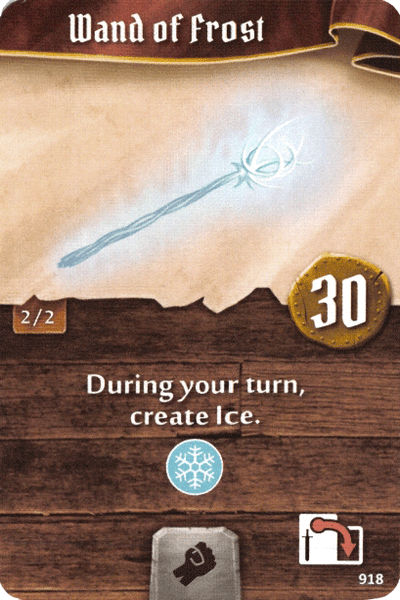 Wand of Frost
2/2
30
During your turn,
create Ice.
918